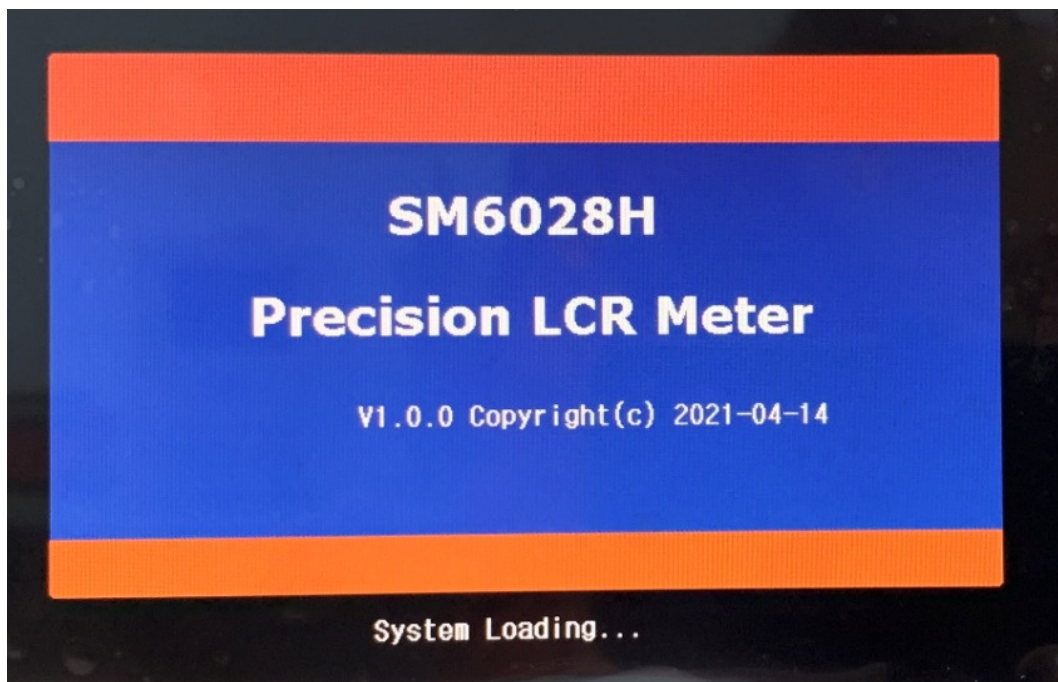 SM6028H
Precision LCR Meter
V1.0.0 Copyright(c) 2021-04-14
System Loading...